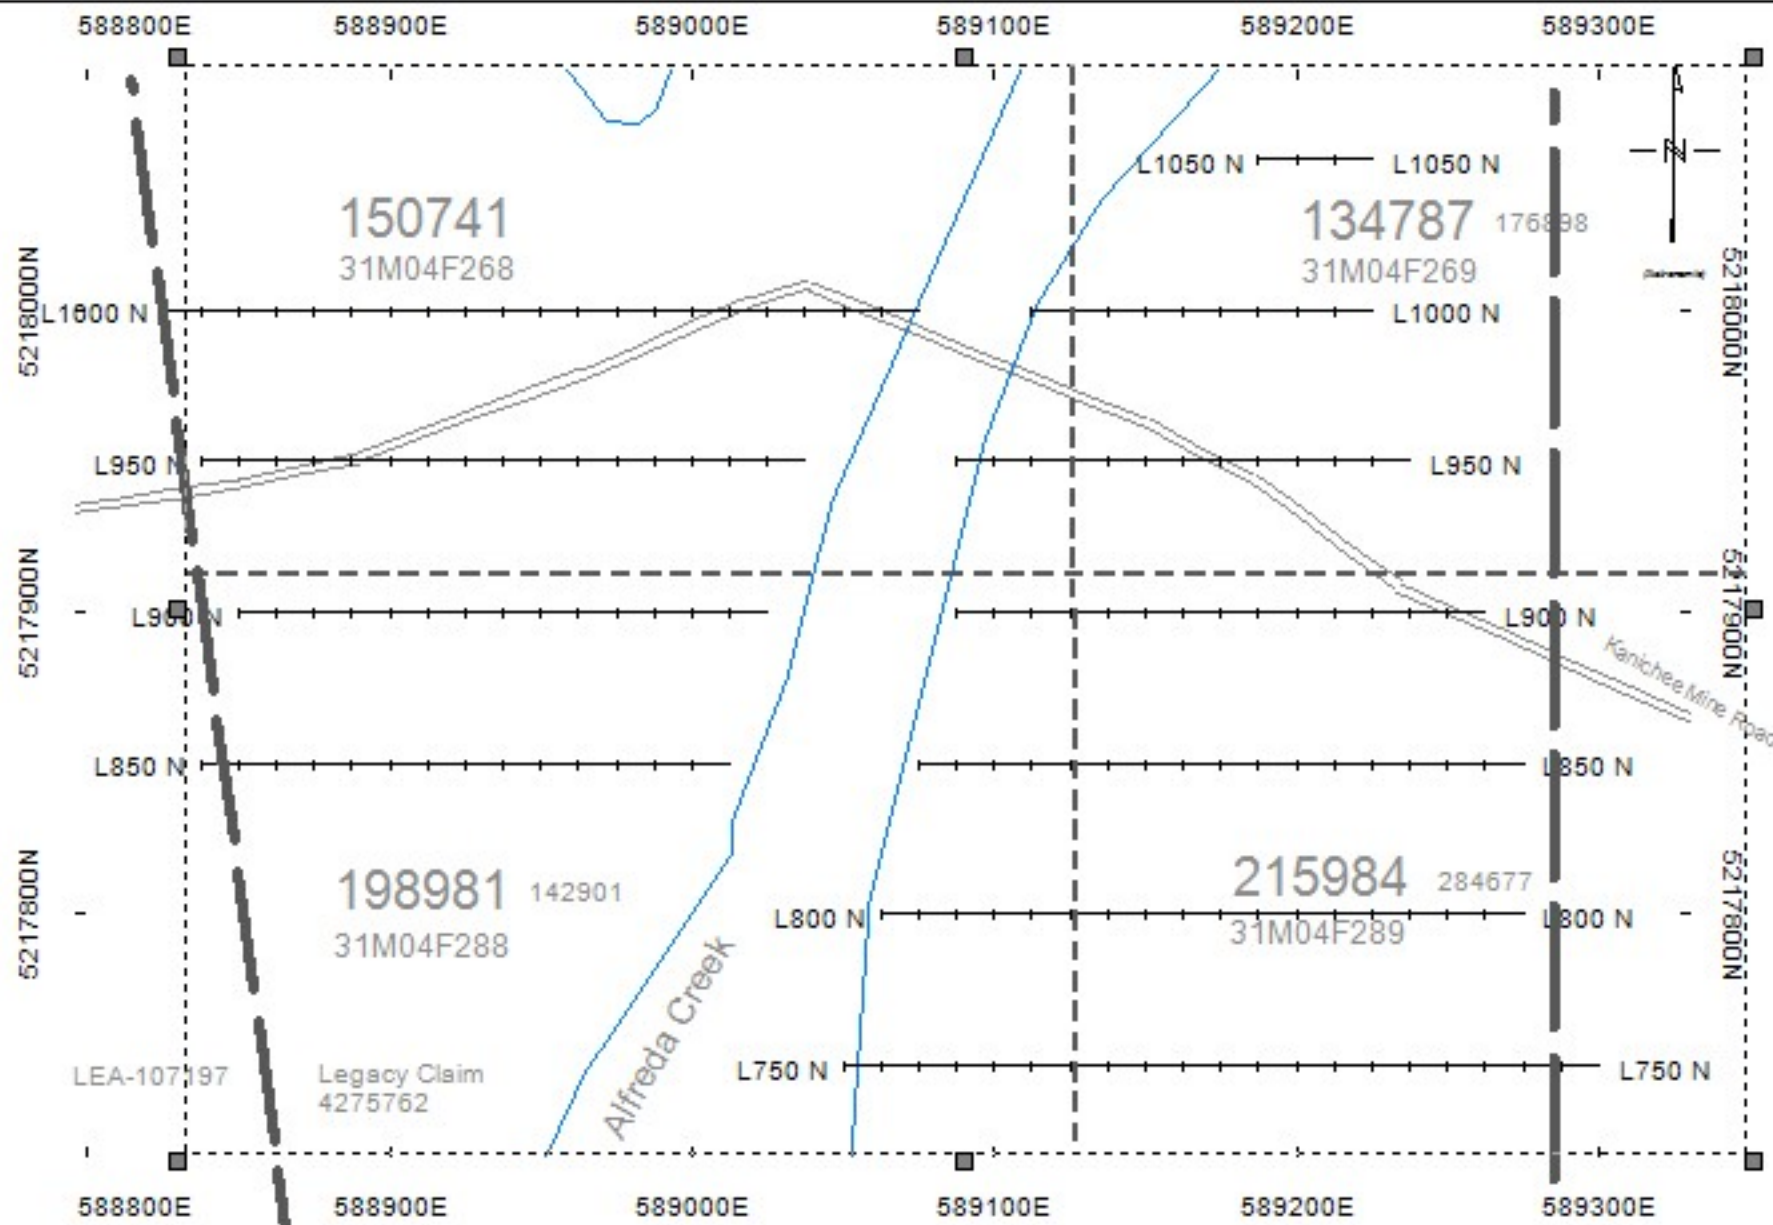 588800E 588900E 589000E 589100E 589200E 589300E
L1050 N L1050 N
150741
31M04F268
134787 176898
31M04F269
N
5218000N
5218000N
L1000 N L1000 N
L950 N L950 N
5217900N
5217900N
L900 N L900 N
Kanichee Mine Road
L850 N L850 N
198981 142901
31M04F288
215984 284677
31M04F289
5217800N
5217800N
L800 N L800 N
Alfreda Creek
L750 N L750 N
LEA-107197
Legacy Claim
4275762
588800E 588900E 589000E 589100E 589200E 589300E